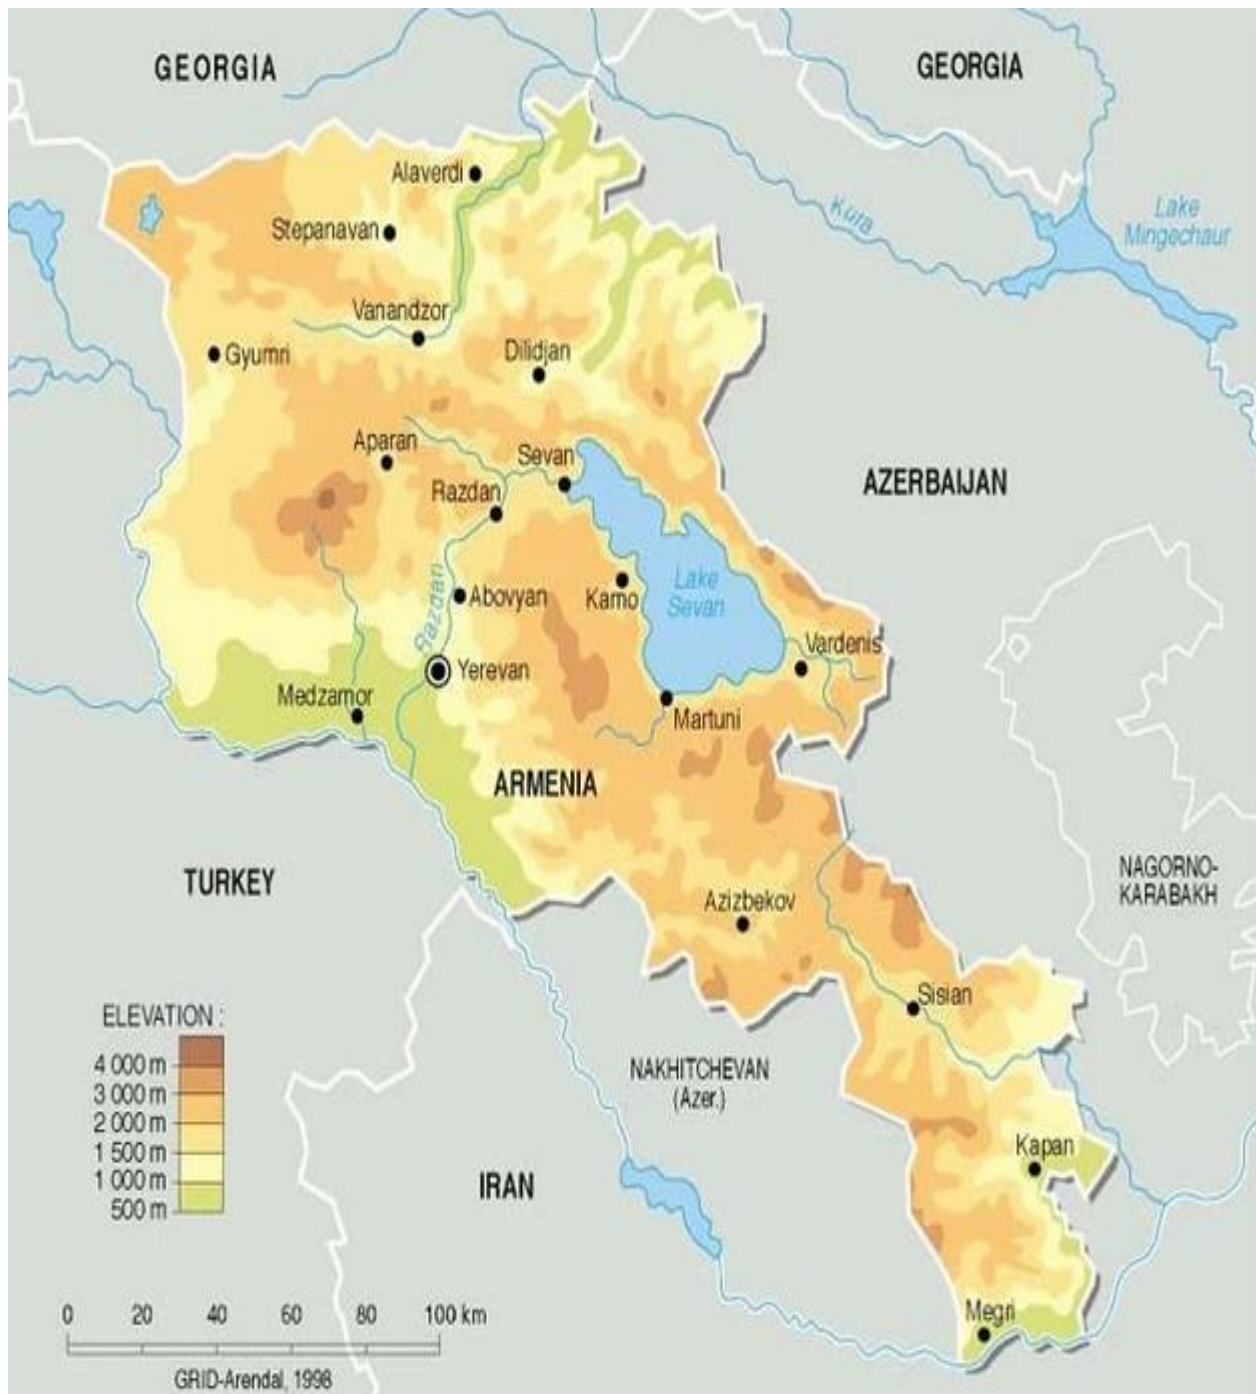 GEORGIA
GEORGIA
Alaverdi
Stepanavan
Kura
Lake
Mingechaur
Vanandzor
Gyumri
Dilidjan
Aparan
Sevan
Razdan
AZERBAIJAN
Razdan
Abovyan
Kamo
Lake
Sevan
Yerevan
Vardenis
Medzamor
Martuni
ARMENIA
TURKEY
NAGORNO-
KARABAKH
Azizbekov
Sisian
ELEVATION :
4 000 m
3 000 m
2 000 m
1 500 m
1 000 m
500 m
NAKHITCHEVAN
(Azer.)
Kapan
IRAN
Megri
0 20 40 60 80 100 km
GRID-Arendal, 1998